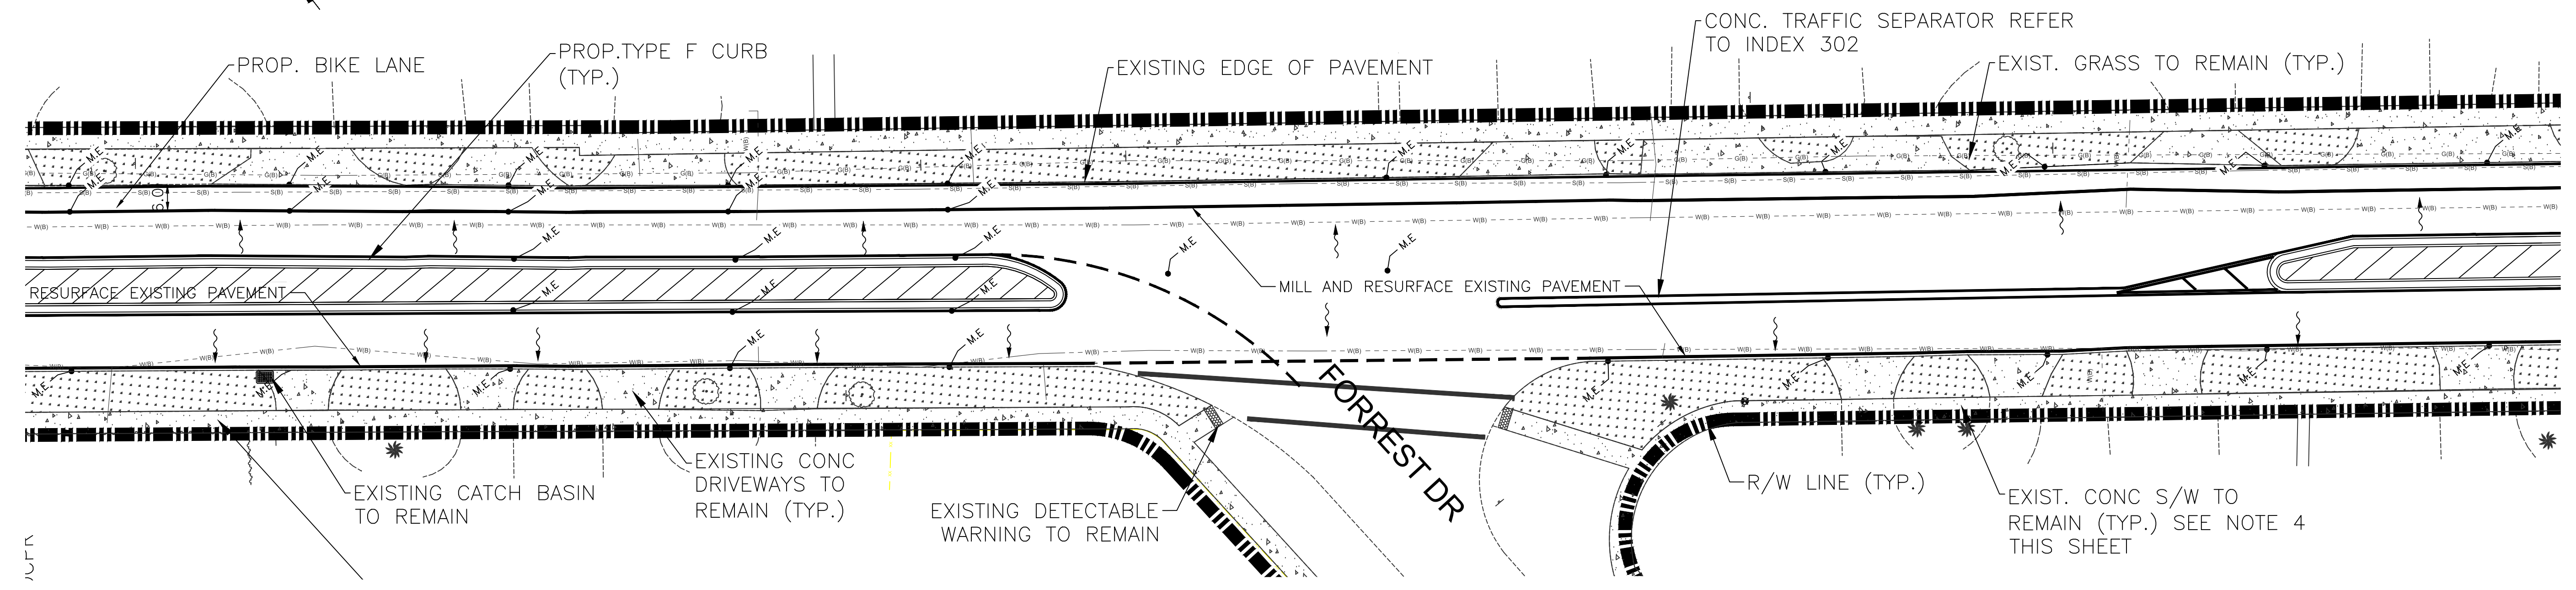 CONC. TRAFFIC SEPARATOR REFER
TO INDEX 302
PROP. BIKE LANE
PROP.TYPE F CURB
(TYP.)
EXISTING EDGE OF PAVEMENT
EXIST. GRASS TO REMAIN (TYP.)
RESURFACE EXISTING PAVEMENT
MILL AND RESURFACE EXISTING PAVEMENT
FORREST DR
EXISTING CATCH BASIN
TO REMAIN
EXISTING CONC
DRIVEWAYS TO
REMAIN (TYP.)
EXISTING DETECTABLE
WARNING TO REMAIN
R/W LINE (TYP.)
EXIST. CONC S/W TO
REMAIN (TYP.) SEE NOTE 4
THIS SHEET
M.E
M.E
M.E
M.E
M.E
M.E
M.E
M.E
M.E
M.E
G(B)
S(B)
W(B)